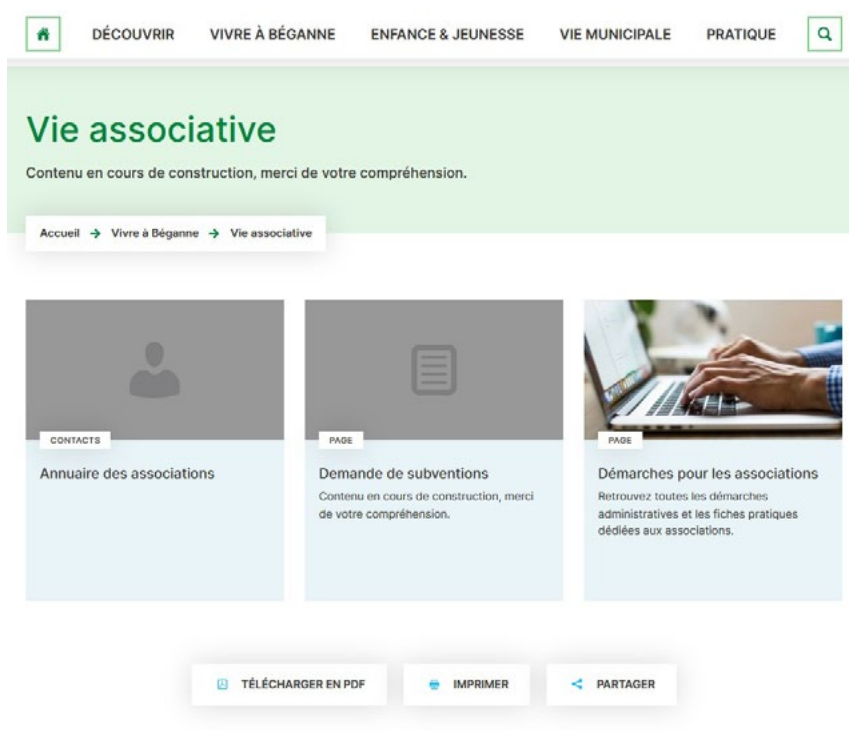 DÉCOUVRIR VIVRE À BÉGANNE ENFANCE & JEUNESSE VIE MUNICIPALE PRATIQUE
Vie associative
Contenu en cours de construction, merci de votre compréhension.
Accueil → Vivre à Béganne → Vie associative
CONTACTS
Annuaire des associations
PAGE
Demande de subventions
Contenu en cours de construction, merci
de votre compréhension.
PAGE
Démarches pour les associations
Retrouvez toutes les démarches
administratives et les fiches pratiques
dédiées aux associations.
TÉLÉCHARGER EN PDF IMPRIMER PARTAGER